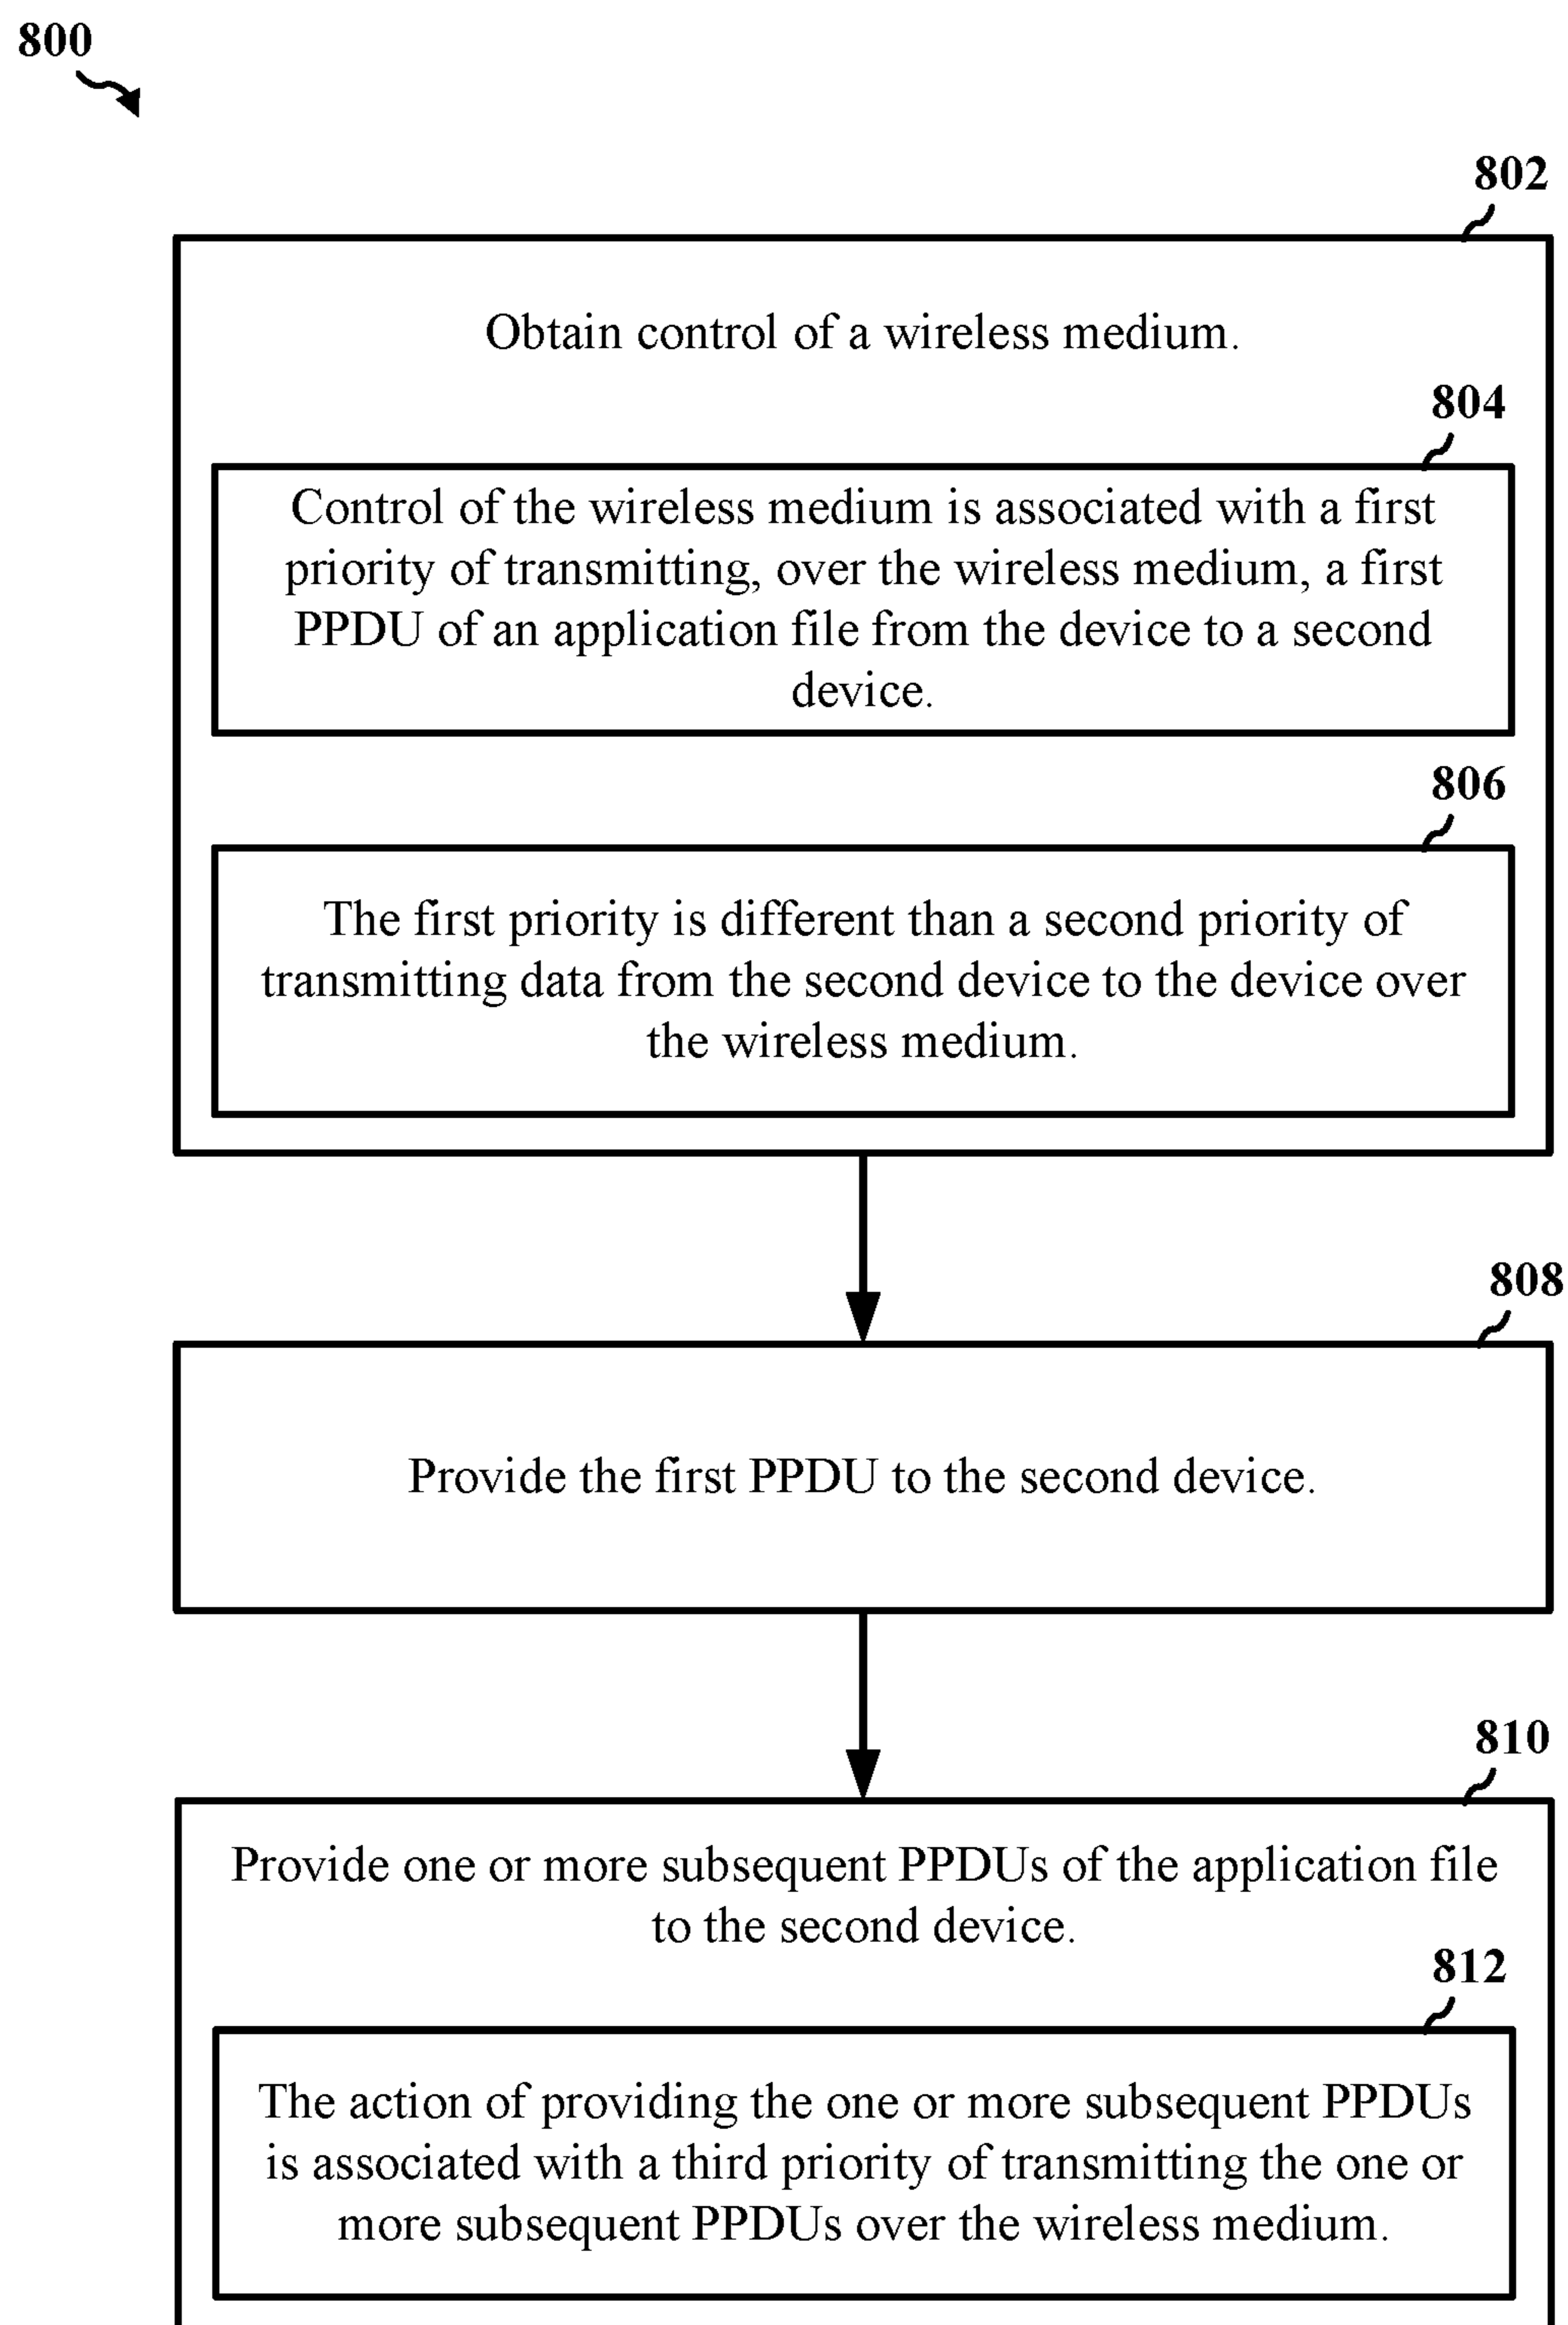 800
802
Obtain control of a wireless medium.
804
Control of the wireless medium is associated with a first
priority of transmitting, over the wireless medium, a first
PPDU of an application file from the device to a second
device.
806
The first priority is different than a second priority of
transmitting data from the second device to the device over
the wireless medium.
808
Provide the first PPDU to the second device.
810
Provide one or more subsequent PPDUs of the application file
to the second device.
812
The action of providing the one or more subsequent PPDUs
is associated with a third priority of transmitting the one or
more subsequent PPDUs over the wireless medium.